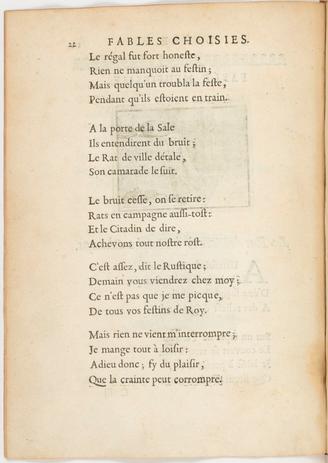 22 FABLES CHOISIES.
Le régal fut fort honeste,
Rien ne manquoit au festin;
Mais quelqu'un troubla la feste,
Pendant qu'ils estoient en train.
A la porte de la Sale
Ils entendirent du bruit;
Le Rat de ville détale,
Son camarade le suit.
Le bruit cesse, on se retire:
Rats en campagne aussi-tost:
Et le Citadin de dire,
Achevons tout nostre rost.
C'est assez, dit le Rustique;
Demain vous viendrez chez moy;
Ce n'est pas que je me picque,
De tous vos festins de Roy.
Mais rien ne vient m'interrompre;
Je mange tout à loisir:
Adieu donc; fy du plaisir,
Que la crainte peut corrompre.